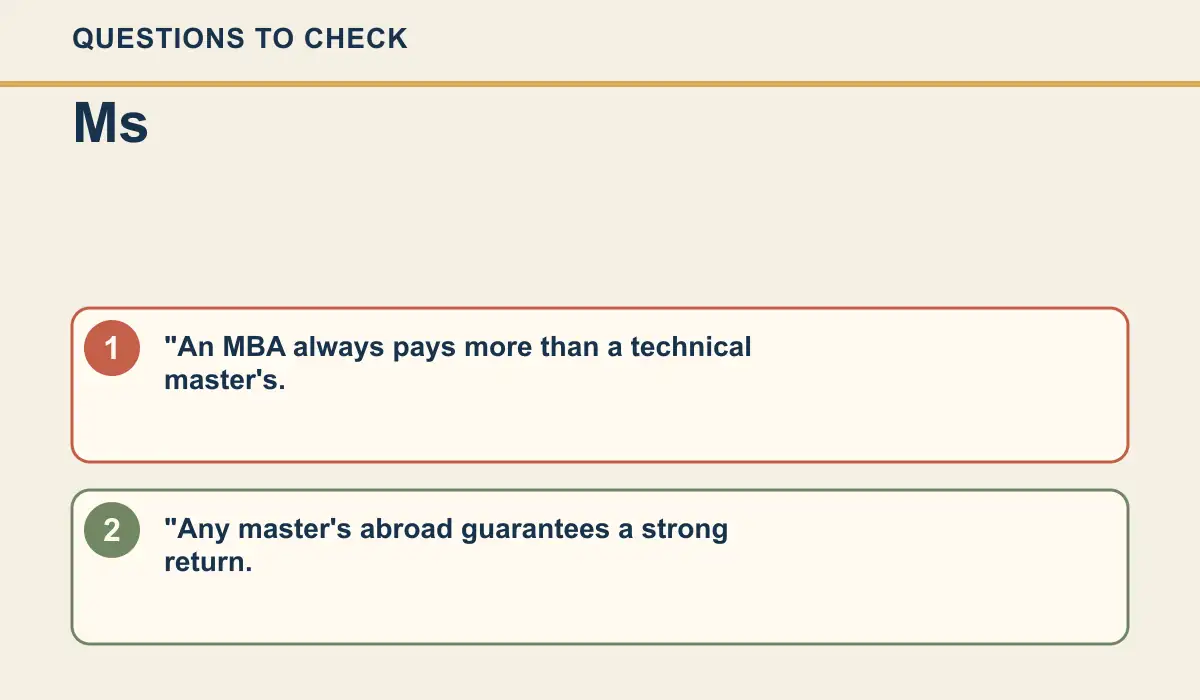 QUESTIONS TO CHECK
Ms
1
"An MBA always pays more than a technical
master's.
2
"Any master's abroad guarantees a strong
return.